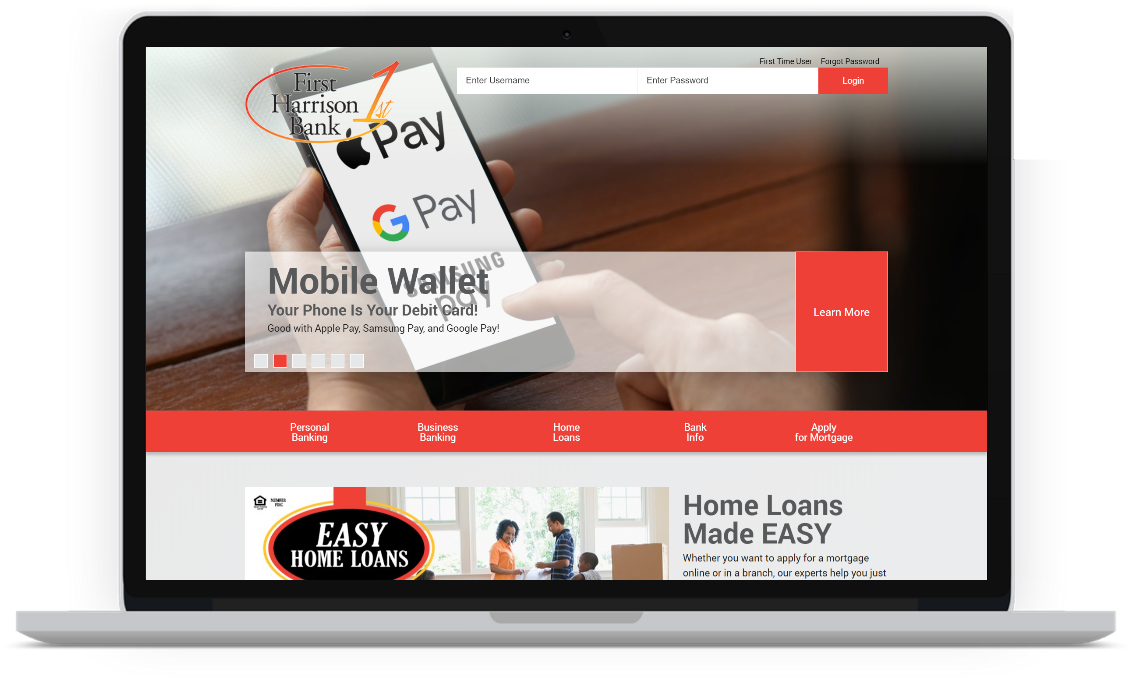 First Time User Forgot Password
Enter Username Enter Password Login
First
Harrison
Bank
1st
Pay
G Pay
SAMSUNG
pay
Mobile Wallet
Your Phone Is Your Debit Card!
Good with Apple Pay, Samsung Pay, and Google Pay!
Learn More
Personal
Banking
Business
Banking
Home
Loans
Bank
Info
Apply
for Mortgage
MEMBER
FDIC
EASY
HOME LOANS
Home Loans
Made EASY
Whether you want to apply for a mortgage
online or in a branch, our experts help you just